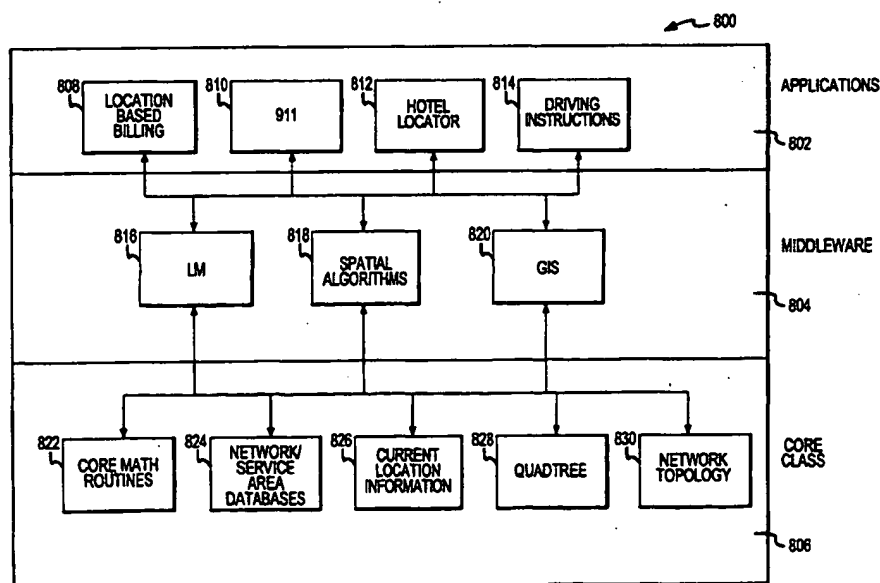 800
APPLICATIONS
808
LOCATION
BASED
BILLING
810
911
812
HOTEL
LOCATOR
814
DRIVING
INSTRUCTIONS
802
MIDDLEWARE
816
LM
818
SPATIAL
ALGORITHMS
820
GIS
804
CORE
CLASS
822
CORE MATH
ROUTINES
824
NETWORK/
SERVICE
AREA
DATABASES
826
CURRENT
LOCATION
INFORMATION
828
QUADTREE
830
NETWORK
TOPOLOGY
806